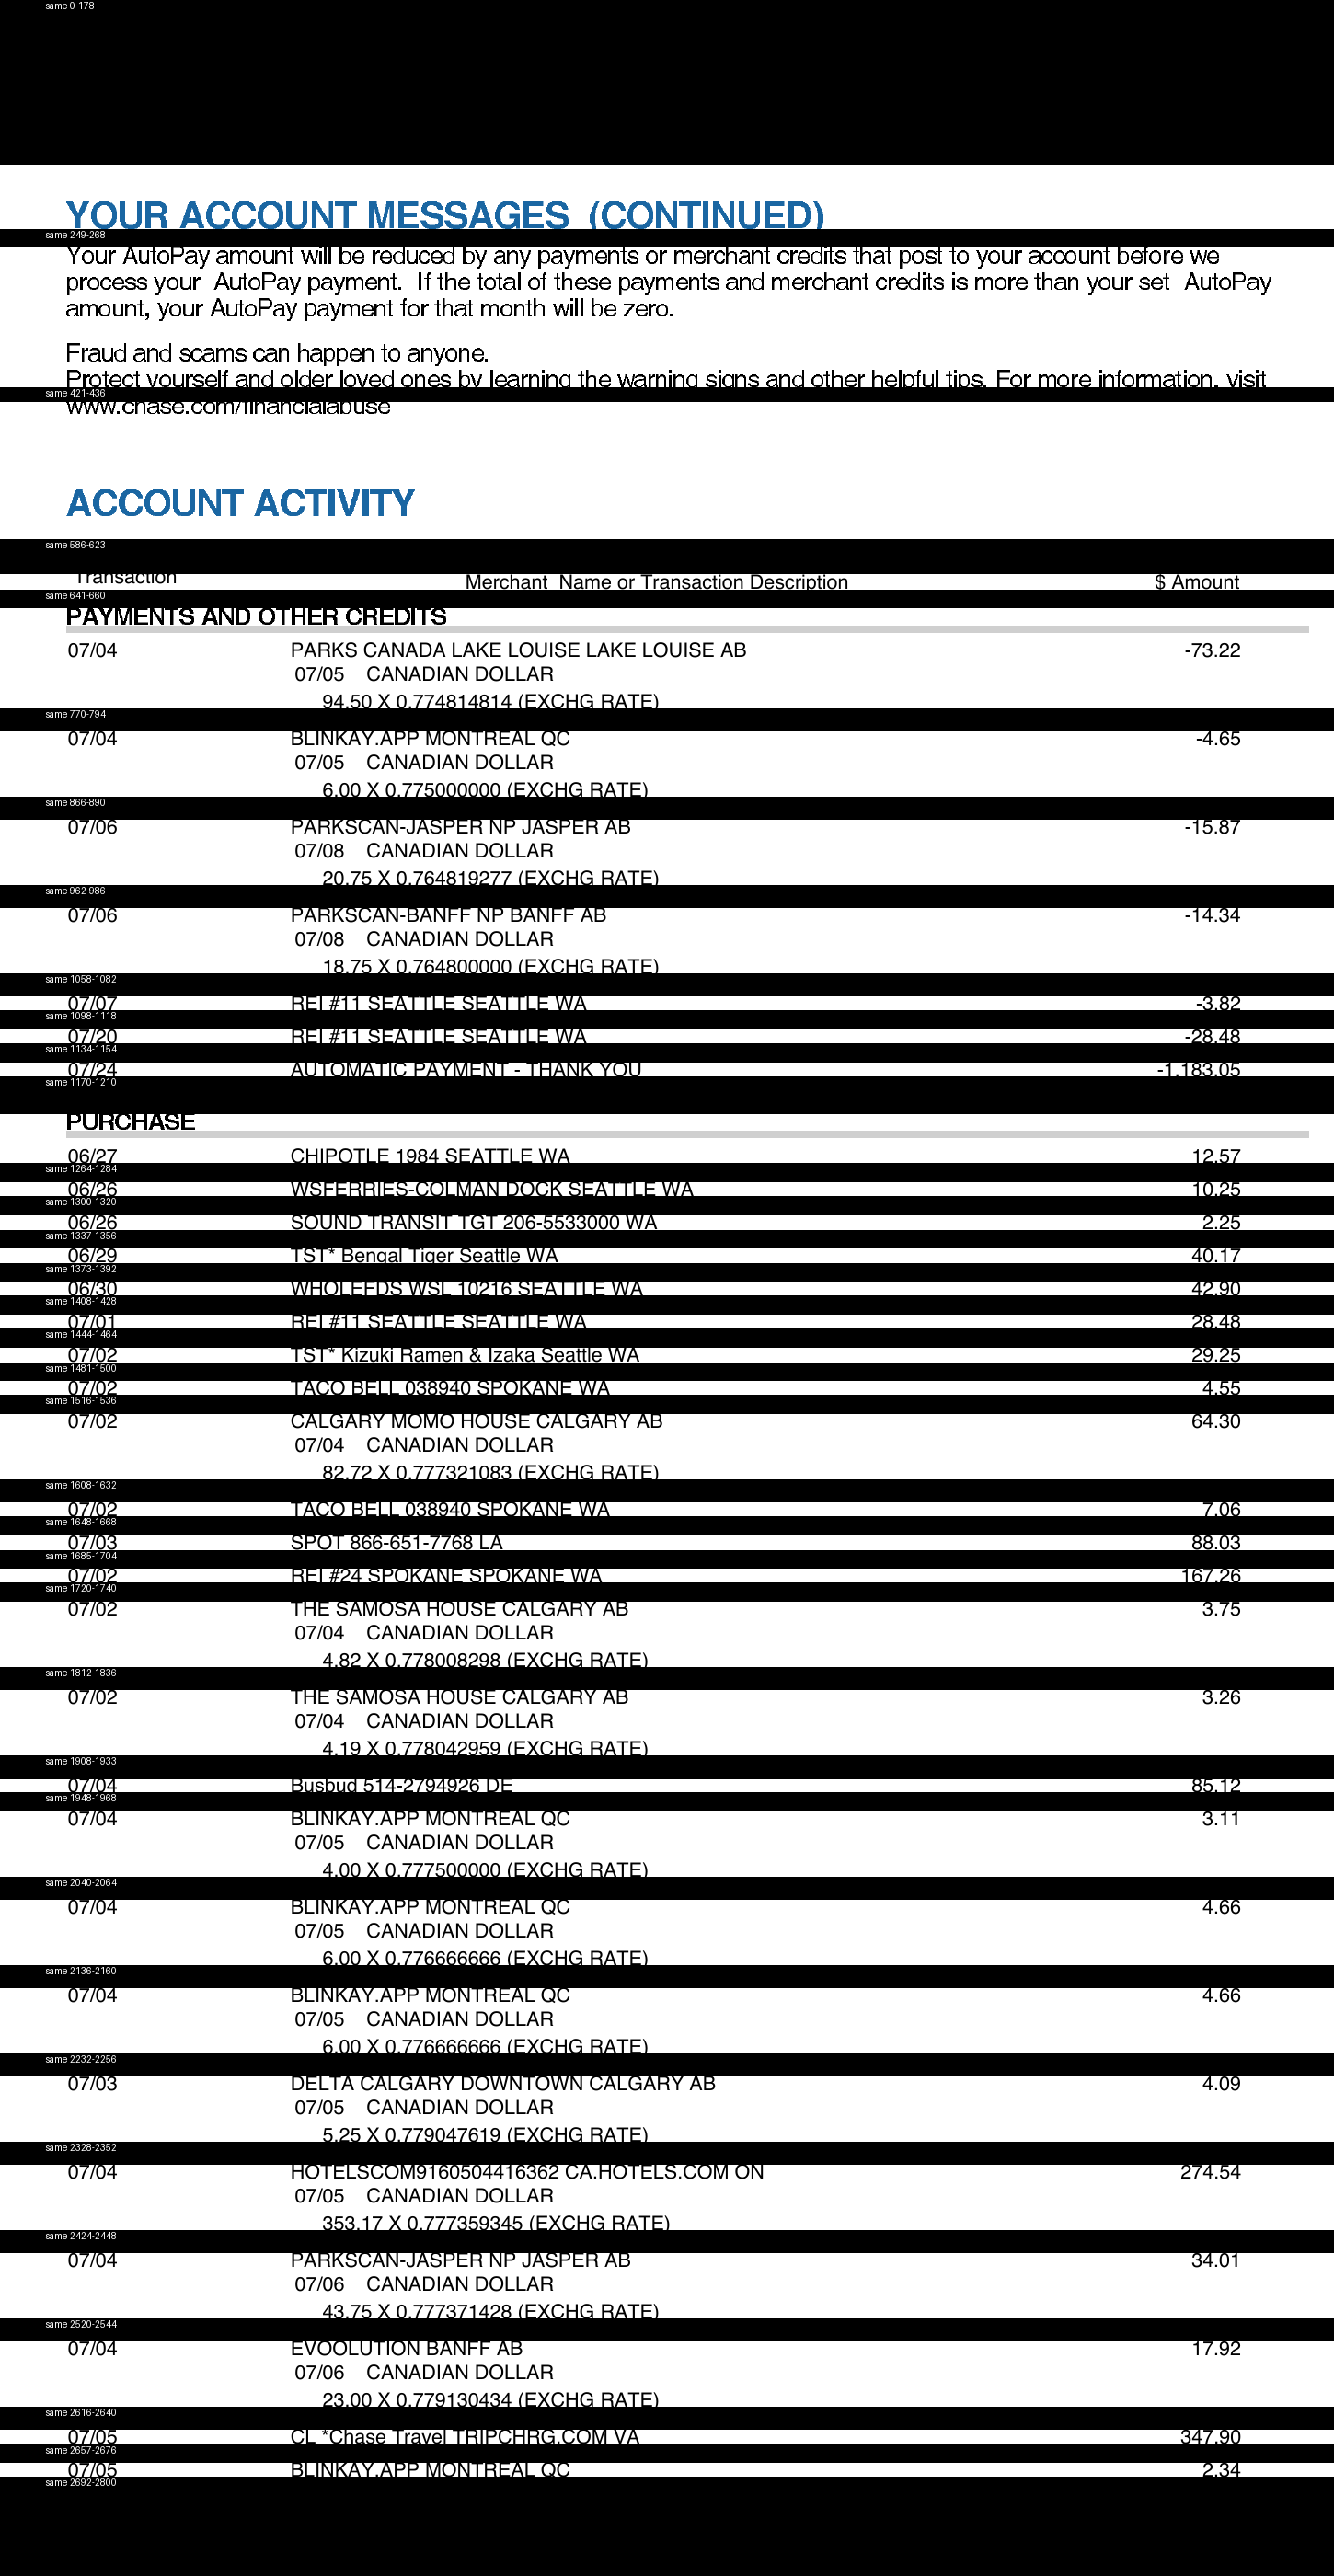 same 0-178
YOUR ACCOUNT MESSAGES (CONTINUED)
same 249-268
Your AutoPay amount will be reduced by any payments or merchant credits that post to your account before we
process your AutoPay payment. If the total of these payments and merchant credits is more than your set AutoPay
amount, your AutoPay payment for that month will be zero.
Fraud and scams can happen to anyone.
Protect yourself and older loved ones by learning the warning signs and other helpful tips. For more information, visit
same 421-436
www.chase.com/financialabuse
ACCOUNT ACTIVITY
same 586-623
Transaction Merchant Name or Transaction Description $ Amount
same 641-660
PAYMENTS AND OTHER CREDITS
07/04 PARKS CANADA LAKE LOUISE LAKE LOUISE AB -73.22
07/05 CANADIAN DOLLAR
94.50 X 0.774814814 (EXCHG RATE)
same 770-794
07/04 BLINKAY.APP MONTREAL QC -4.65
07/05 CANADIAN DOLLAR
6.00 X 0.775000000 (EXCHG RATE)
same 866-890
07/06 PARKSCAN-JASPER NP JASPER AB -15.87
07/08 CANADIAN DOLLAR
20.75 X 0.764819277 (EXCHG RATE)
same 962-986
07/06 PARKSCAN-BANFF NP BANFF AB -14.34
07/08 CANADIAN DOLLAR
18.75 X 0.764800000 (EXCHG RATE)
same 1058-1082
07/07 REI #11 SEATTLE SEATTLE WA -3.82
same 1098-1118
07/20 REI #11 SEATTLE SEATTLE WA -28.48
same 1134-1154
07/24 AUTOMATIC PAYMENT - THANK YOU -1,183.05
same 1170-1210
PURCHASE
06/27 CHIPOTLE 1984 SEATTLE WA 12.57
same 1264-1284
06/26 WSFERRIES-COLMAN DOCK SEATTLE WA 10.25
same 1300-1320
06/26 SOUND TRANSIT TGT 206-5533000 WA 2.25
same 1337-1356
06/29 TST* Bengal Tiger Seattle WA 40.17
same 1373-1392
06/30 WHOLEFDS WSL 10216 SEATTLE WA 42.90
same 1408-1428
07/01 REI #11 SEATTLE SEATTLE WA 28.48
same 1444-1464
07/02 TST* Kizuki Ramen & Izaka Seattle WA 29.25
same 1481-1500
07/02 TACO BELL 038940 SPOKANE WA 4.55
same 1516-1536
07/02 CALGARY MOMO HOUSE CALGARY AB 64.30
07/04 CANADIAN DOLLAR
82.72 X 0.777321083 (EXCHG RATE)
same 1608-1632
07/02 TACO BELL 038940 SPOKANE WA 7.06
same 1648-1668
07/03 SPOT 866-651-7768 LA 88.03
same 1685-1704
07/02 REI #24 SPOKANE SPOKANE WA 167.26
same 1720-1740
07/02 THE SAMOSA HOUSE CALGARY AB 3.75
07/04 CANADIAN DOLLAR
4.82 X 0.778008298 (EXCHG RATE)
same 1812-1836
07/02 THE SAMOSA HOUSE CALGARY AB 3.26
07/04 CANADIAN DOLLAR
4.19 X 0.778042959 (EXCHG RATE)
same 1908-1933
07/04 Busbud 514-2794926 DE 85.12
same 1948-1968
07/04 BLINKAY.APP MONTREAL QC 3.11
07/05 CANADIAN DOLLAR
4.00 X 0.777500000 (EXCHG RATE)
same 2040-2064
07/04 BLINKAY.APP MONTREAL QC 4.66
07/05 CANADIAN DOLLAR
6.00 X 0.776666666 (EXCHG RATE)
same 2136-2160
07/04 BLINKAY.APP MONTREAL QC 4.66
07/05 CANADIAN DOLLAR
6.00 X 0.776666666 (EXCHG RATE)
same 2232-2256
07/03 DELTA CALGARY DOWNTOWN CALGARY AB 4.09
07/05 CANADIAN DOLLAR
5.25 X 0.779047619 (EXCHG RATE)
same 2328-2352
07/04 HOTELSCOM9160504416362 CA.HOTELS.COM ON 274.54
07/05 CANADIAN DOLLAR
353.17 X 0.777359345 (EXCHG RATE)
same 2424-2448
07/04 PARKSCAN-JASPER NP JASPER AB 34.01
07/06 CANADIAN DOLLAR
43.75 X 0.777371428 (EXCHG RATE)
same 2520-2544
07/04 EVOOLUTION BANFF AB 17.92
07/06 CANADIAN DOLLAR
23.00 X 0.779130434 (EXCHG RATE)
same 2616-2640
07/05 CL *Chase Travel TRIPCHRG.COM VA 347.90
same 2657-2676
07/05 BLINKAY.APP MONTREAL QC 2.34
same 2692-2800